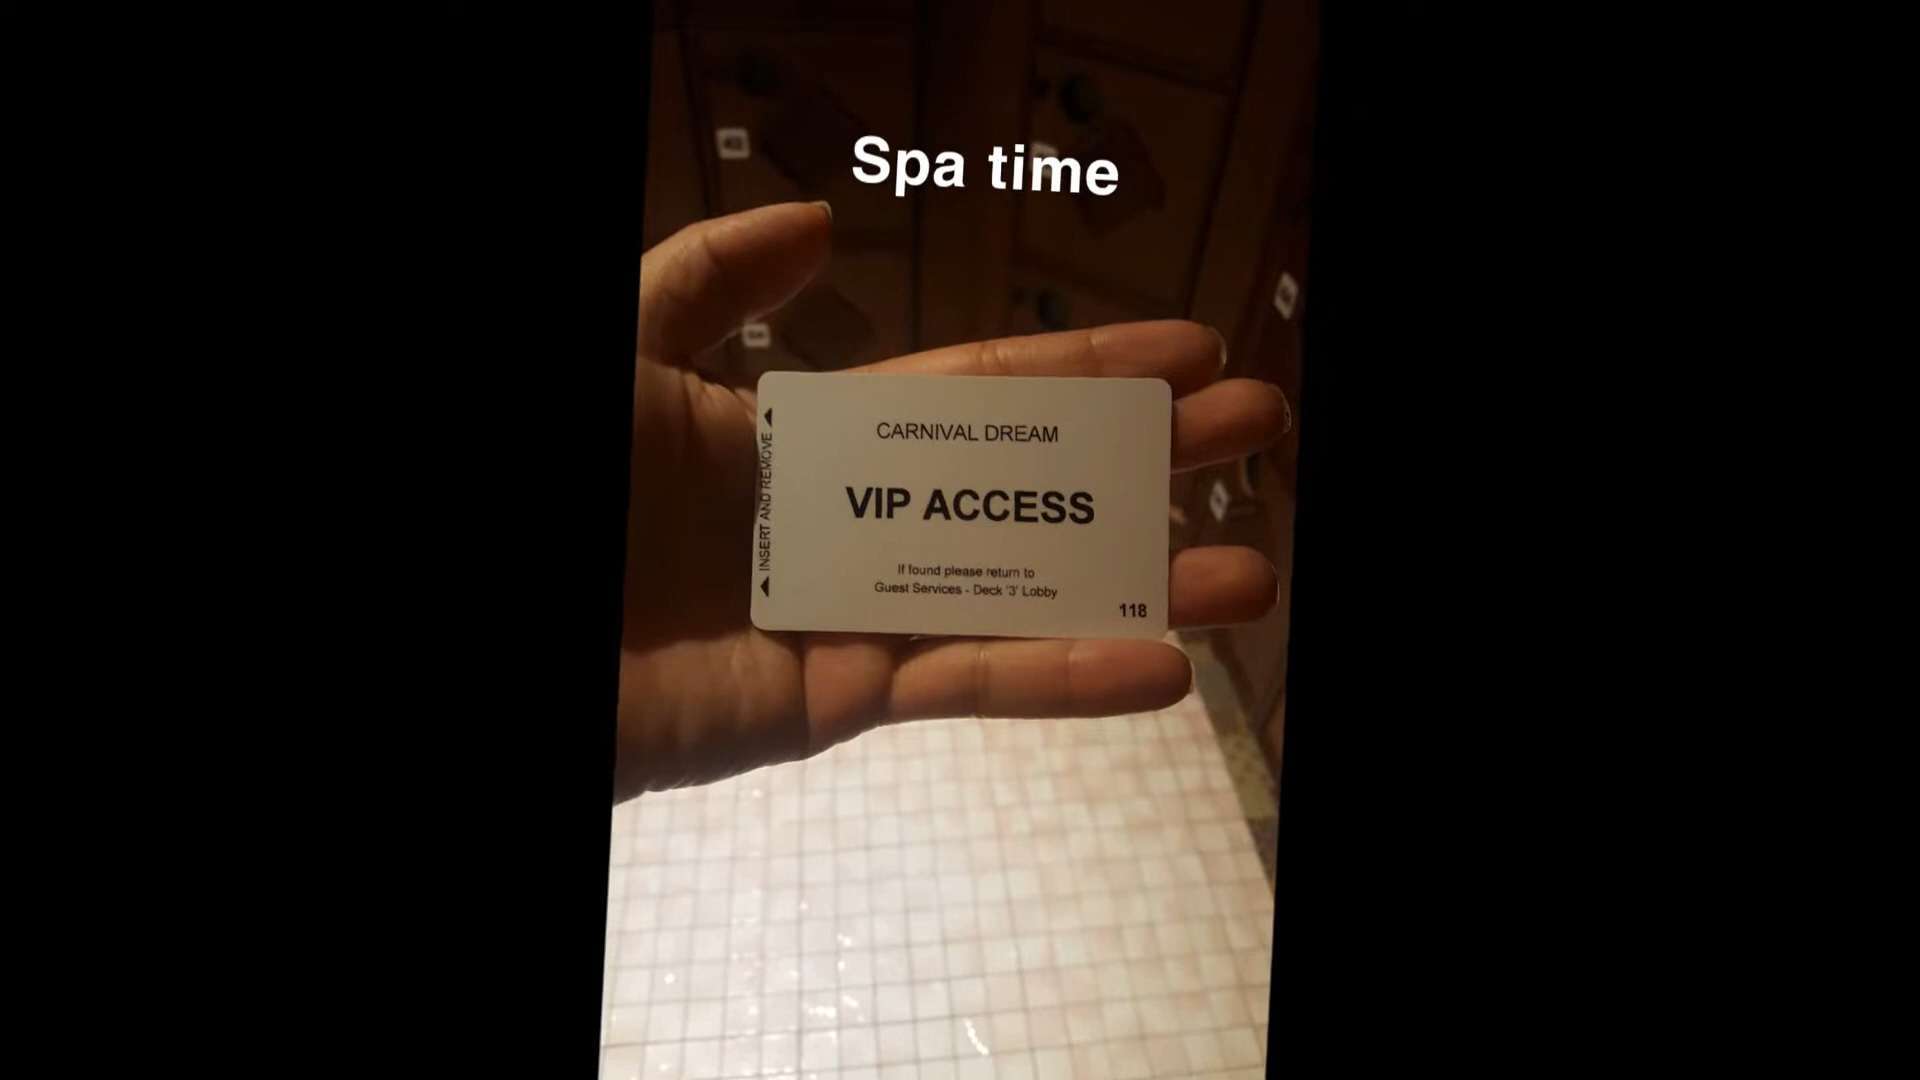 Spa time
CARNIVAL DREAM
INSERT AND REMOVE
VIP ACCESS
If found please return to
Guest Services - Deck '3' Lobby
118